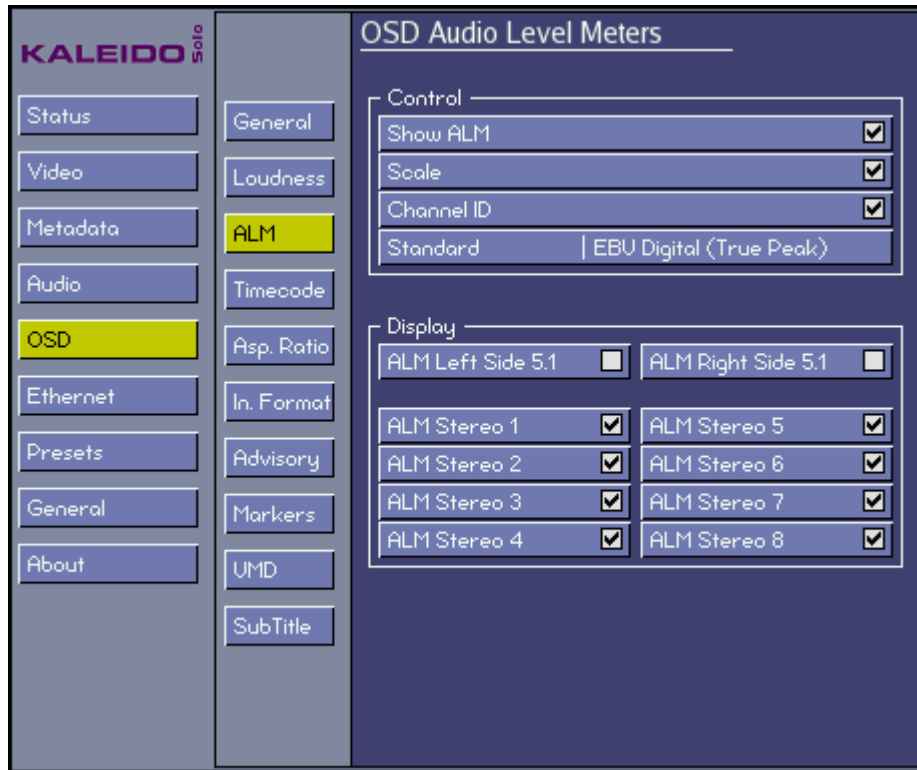 KALEIDO Solo
Status
Video
Metadata
Audio
OSD
Ethernet
Presets
General
About
General
Loudness
ALM
Timecode
Asp. Ratio
In. Format
Advisory
Markers
UMD
SubTitle
OSD Audio Level Meters
Control
Show ALM
Scale
Channel ID
Standard EBU Digital (True Peak)
Display
ALM Left Side 5.1 ALM Right Side 5.1
ALM Stereo 1 ALM Stereo 5
ALM Stereo 2 ALM Stereo 6
ALM Stereo 3 ALM Stereo 7
ALM Stereo 4 ALM Stereo 8